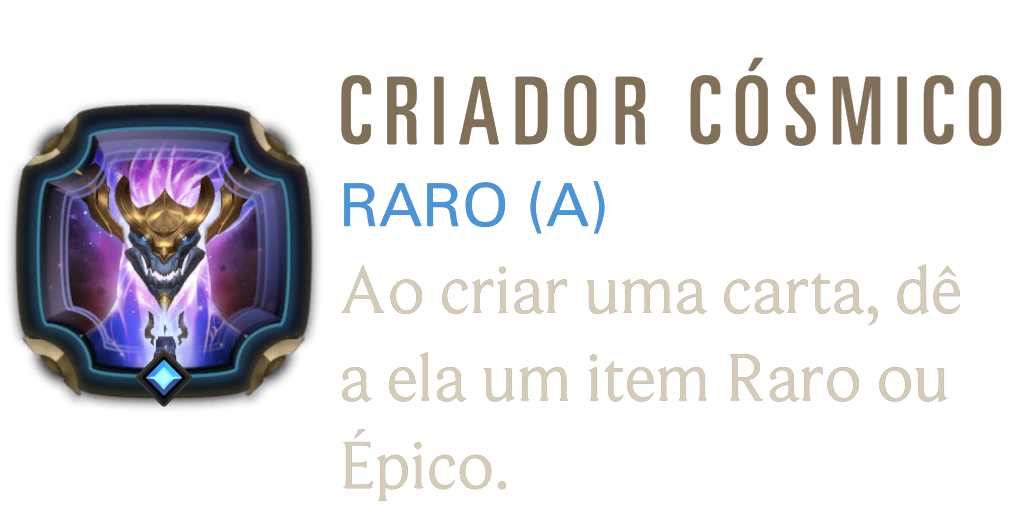 CRIADOR CÓSMICO
RARO (A)
Ao criar uma carta, dê
a ela um item Raro ou
Épico.